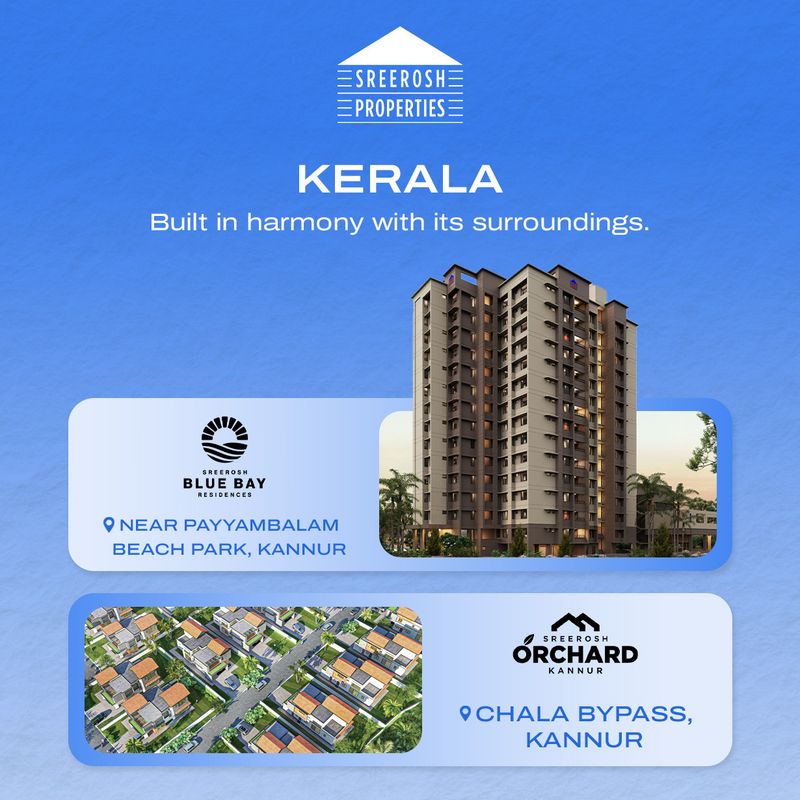 SREEROSH
PROPERTIES
KERALA
Built in harmony with its surroundings.
SREEROSH
BLUE BAY
RESIDENCES
NEAR PAYYAMBALAM
BEACH PARK, KANNUR
SREEROSH
ORCHARD
KANNUR
CHALA BYPASS,
KANNUR